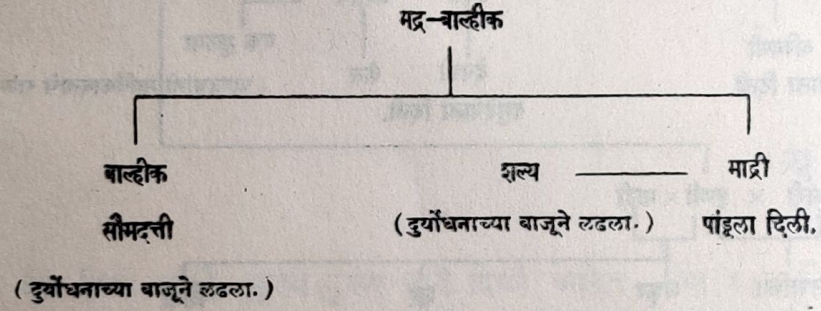 मद्र-बाल्हीक
बाल्हीक शल्य माद्री
सौमदत्ती (दुर्योधनाच्या बाजूने लढला.) पांडूला दिली.
(दुर्योधनाच्या बाजूने लढला.)